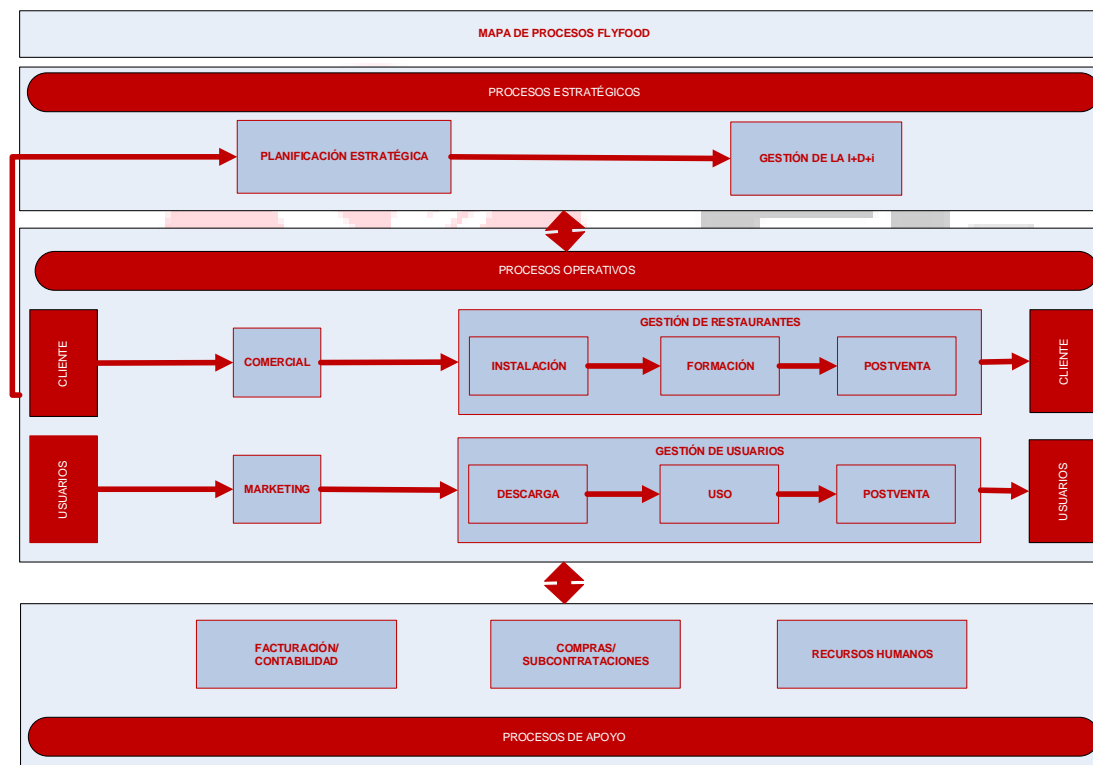 MAPA DE PROCESOS FLYFOOD
PROCESOS ESTRATÉGICOS
PLANIFICACIÓN ESTRATÉGICA
GESTIÓN DE LA I+D+i
PROCESOS OPERATIVOS
CLIENTE
COMERCIAL
GESTIÓN DE RESTAURANTES
INSTALACIÓN
FORMACIÓN
POSTVENTA
CLIENTE
USUARIOS
MARKETING
GESTIÓN DE USUARIOS
DESCARGA
USO
POSTVENTA
USUARIOS
FACTURACIÓN/
CONTABILIDAD
COMPRAS/
SUBCONTRATACIONES
RECURSOS HUMANOS
PROCESOS DE APOYO